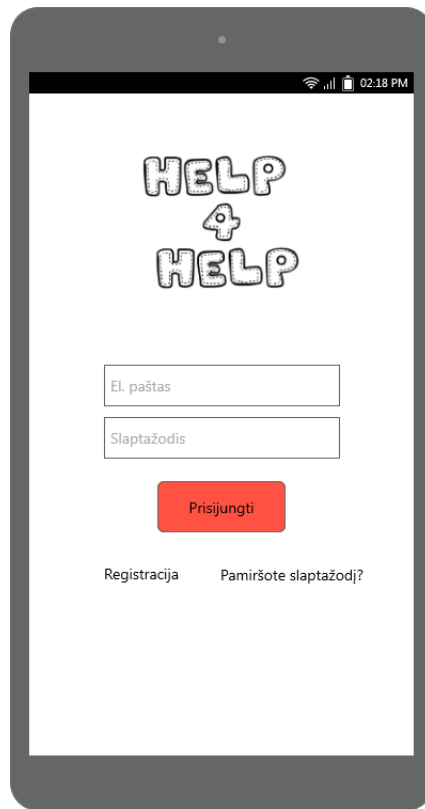 02:18 PM
HELP
4
HELP
El. paštas
Slaptažodis
Prisijungti
Registracija Pamiršote slaptažodį?